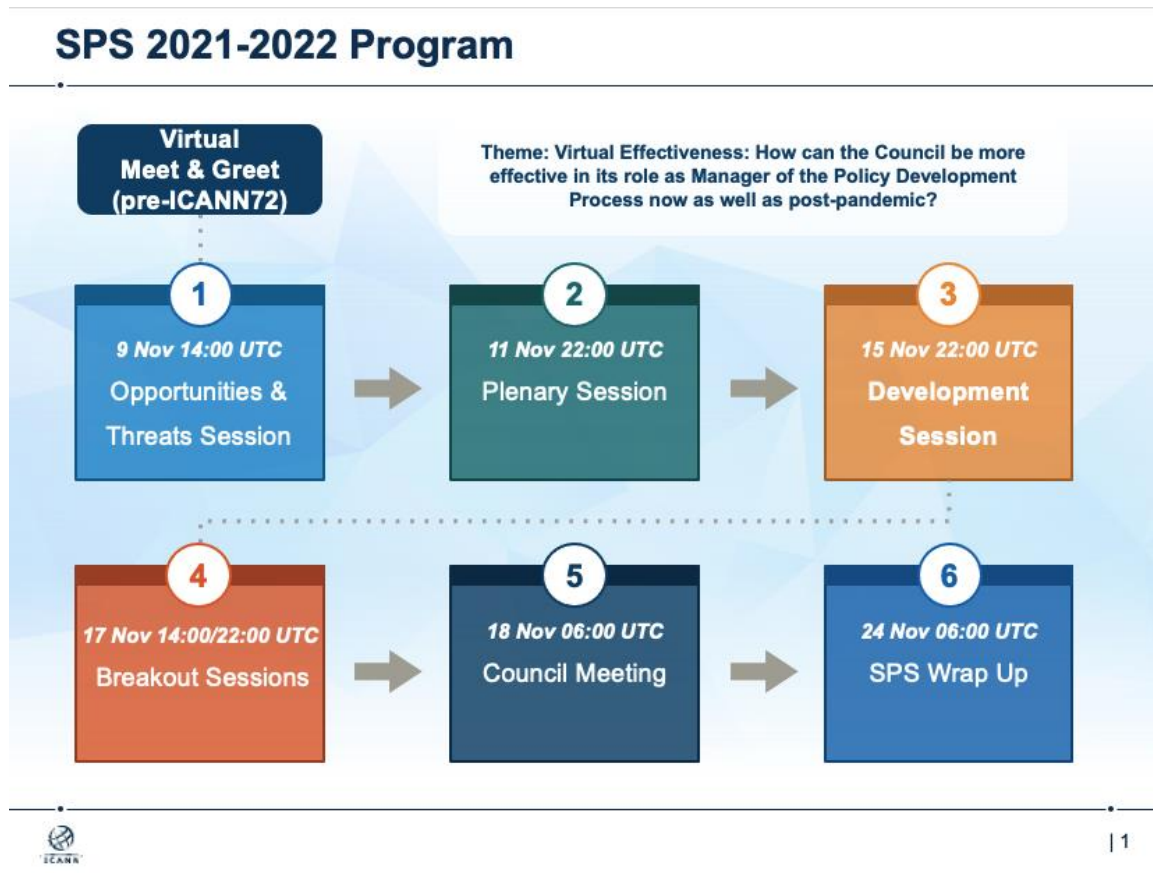 SPS 2021-2022 Program
Virtual
Meet & Greet
(pre-ICANN72)
Theme: Virtual Effectiveness: How can the Council be more
effective in its role as Manager of the Policy Development
Process now as well as post-pandemic?
1
9 Nov 14:00 UTC
Opportunities &
Threats Session
2
11 Nov 22:00 UTC
Plenary Session
3
15 Nov 22:00 UTC
Development
Session
4
17 Nov 14:00/22:00 UTC
Breakout Sessions
5
18 Nov 06:00 UTC
Council Meeting
6
24 Nov 06:00 UTC
SPS Wrap Up
ICANN
| 1